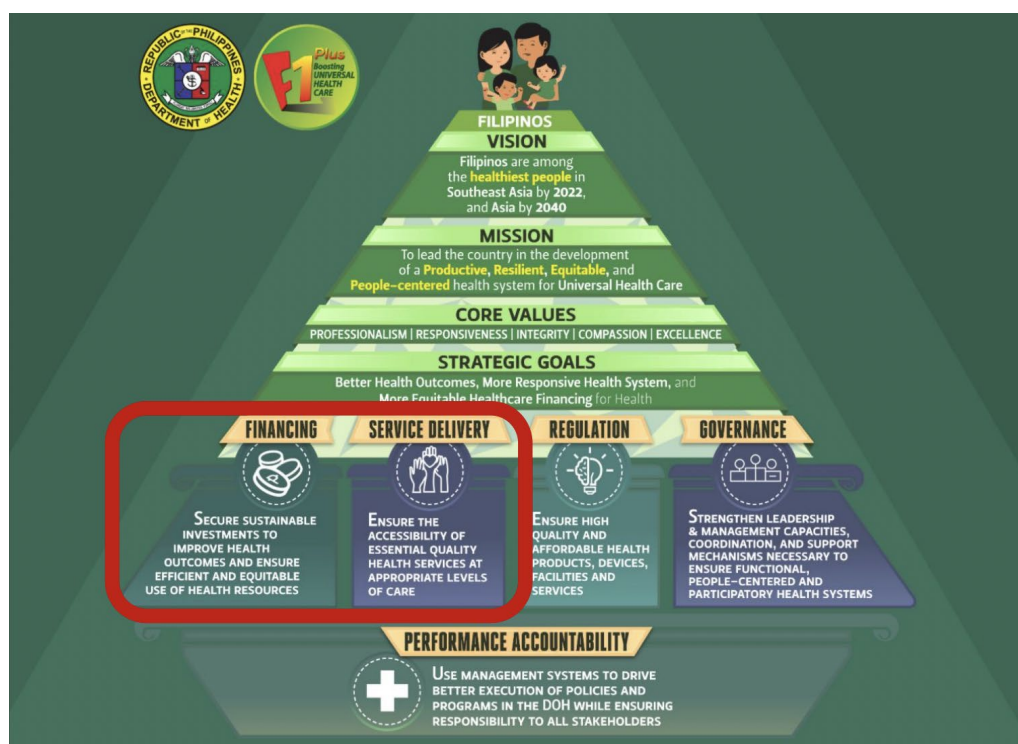 REPUBLIC OF THE PHILIPPINES
DEPARTMENT OF HEALTH
F1
Plus
Boosting
UNIVERSAL
HEALTH
CARE
FILIPINOS
VISION
Filipinos are among
the healthiest people in
Southeast Asia by 2022,
and Asia by 2040
MISSION
To lead the country in the development
of a Productive, Resilient, Equitable, and
People-centered health system for Universal Health Care
CORE VALUES
PROFESSIONALISM | RESPONSIVENESS | INTEGRITY | COMPASSION | EXCELLENCE
STRATEGIC GOALS
Better Health Outcomes, More Responsive Health System, and
More Equitable Healthcare Financing for Health
FINANCING
SECURE SUSTAINABLE
INVESTMENTS TO
IMPROVE HEALTH
OUTCOMES AND ENSURE
EFFICIENT AND EQUITABLE
USE OF HEALTH RESOURCES
SERVICE DELIVERY
ENSURE THE
ACCESSIBILITY OF
ESSENTIAL QUALITY
HEALTH SERVICES AT
APPROPRIATE LEVELS
OF CARE
REGULATION
ENSURE HIGH
QUALITY AND
AFFORDABLE HEALTH
PRODUCTS, DEVICES,
FACILITIES AND
SERVICES
GOVERNANCE
STRENGTHEN LEADERSHIP
& MANAGEMENT CAPACITIES,
COORDINATION, AND SUPPORT
MECHANISMS NECESSARY TO
ENSURE FUNCTIONAL,
PEOPLE-CENTERED AND
PARTICIPATORY HEALTH SYSTEMS
PERFORMANCE ACCOUNTABILITY
USE MANAGEMENT SYSTEMS TO DRIVE
BETTER EXECUTION OF POLICIES AND
PROGRAMS IN THE DOH WHILE ENSURING
RESPONSIBILITY TO ALL STAKEHOLDERS